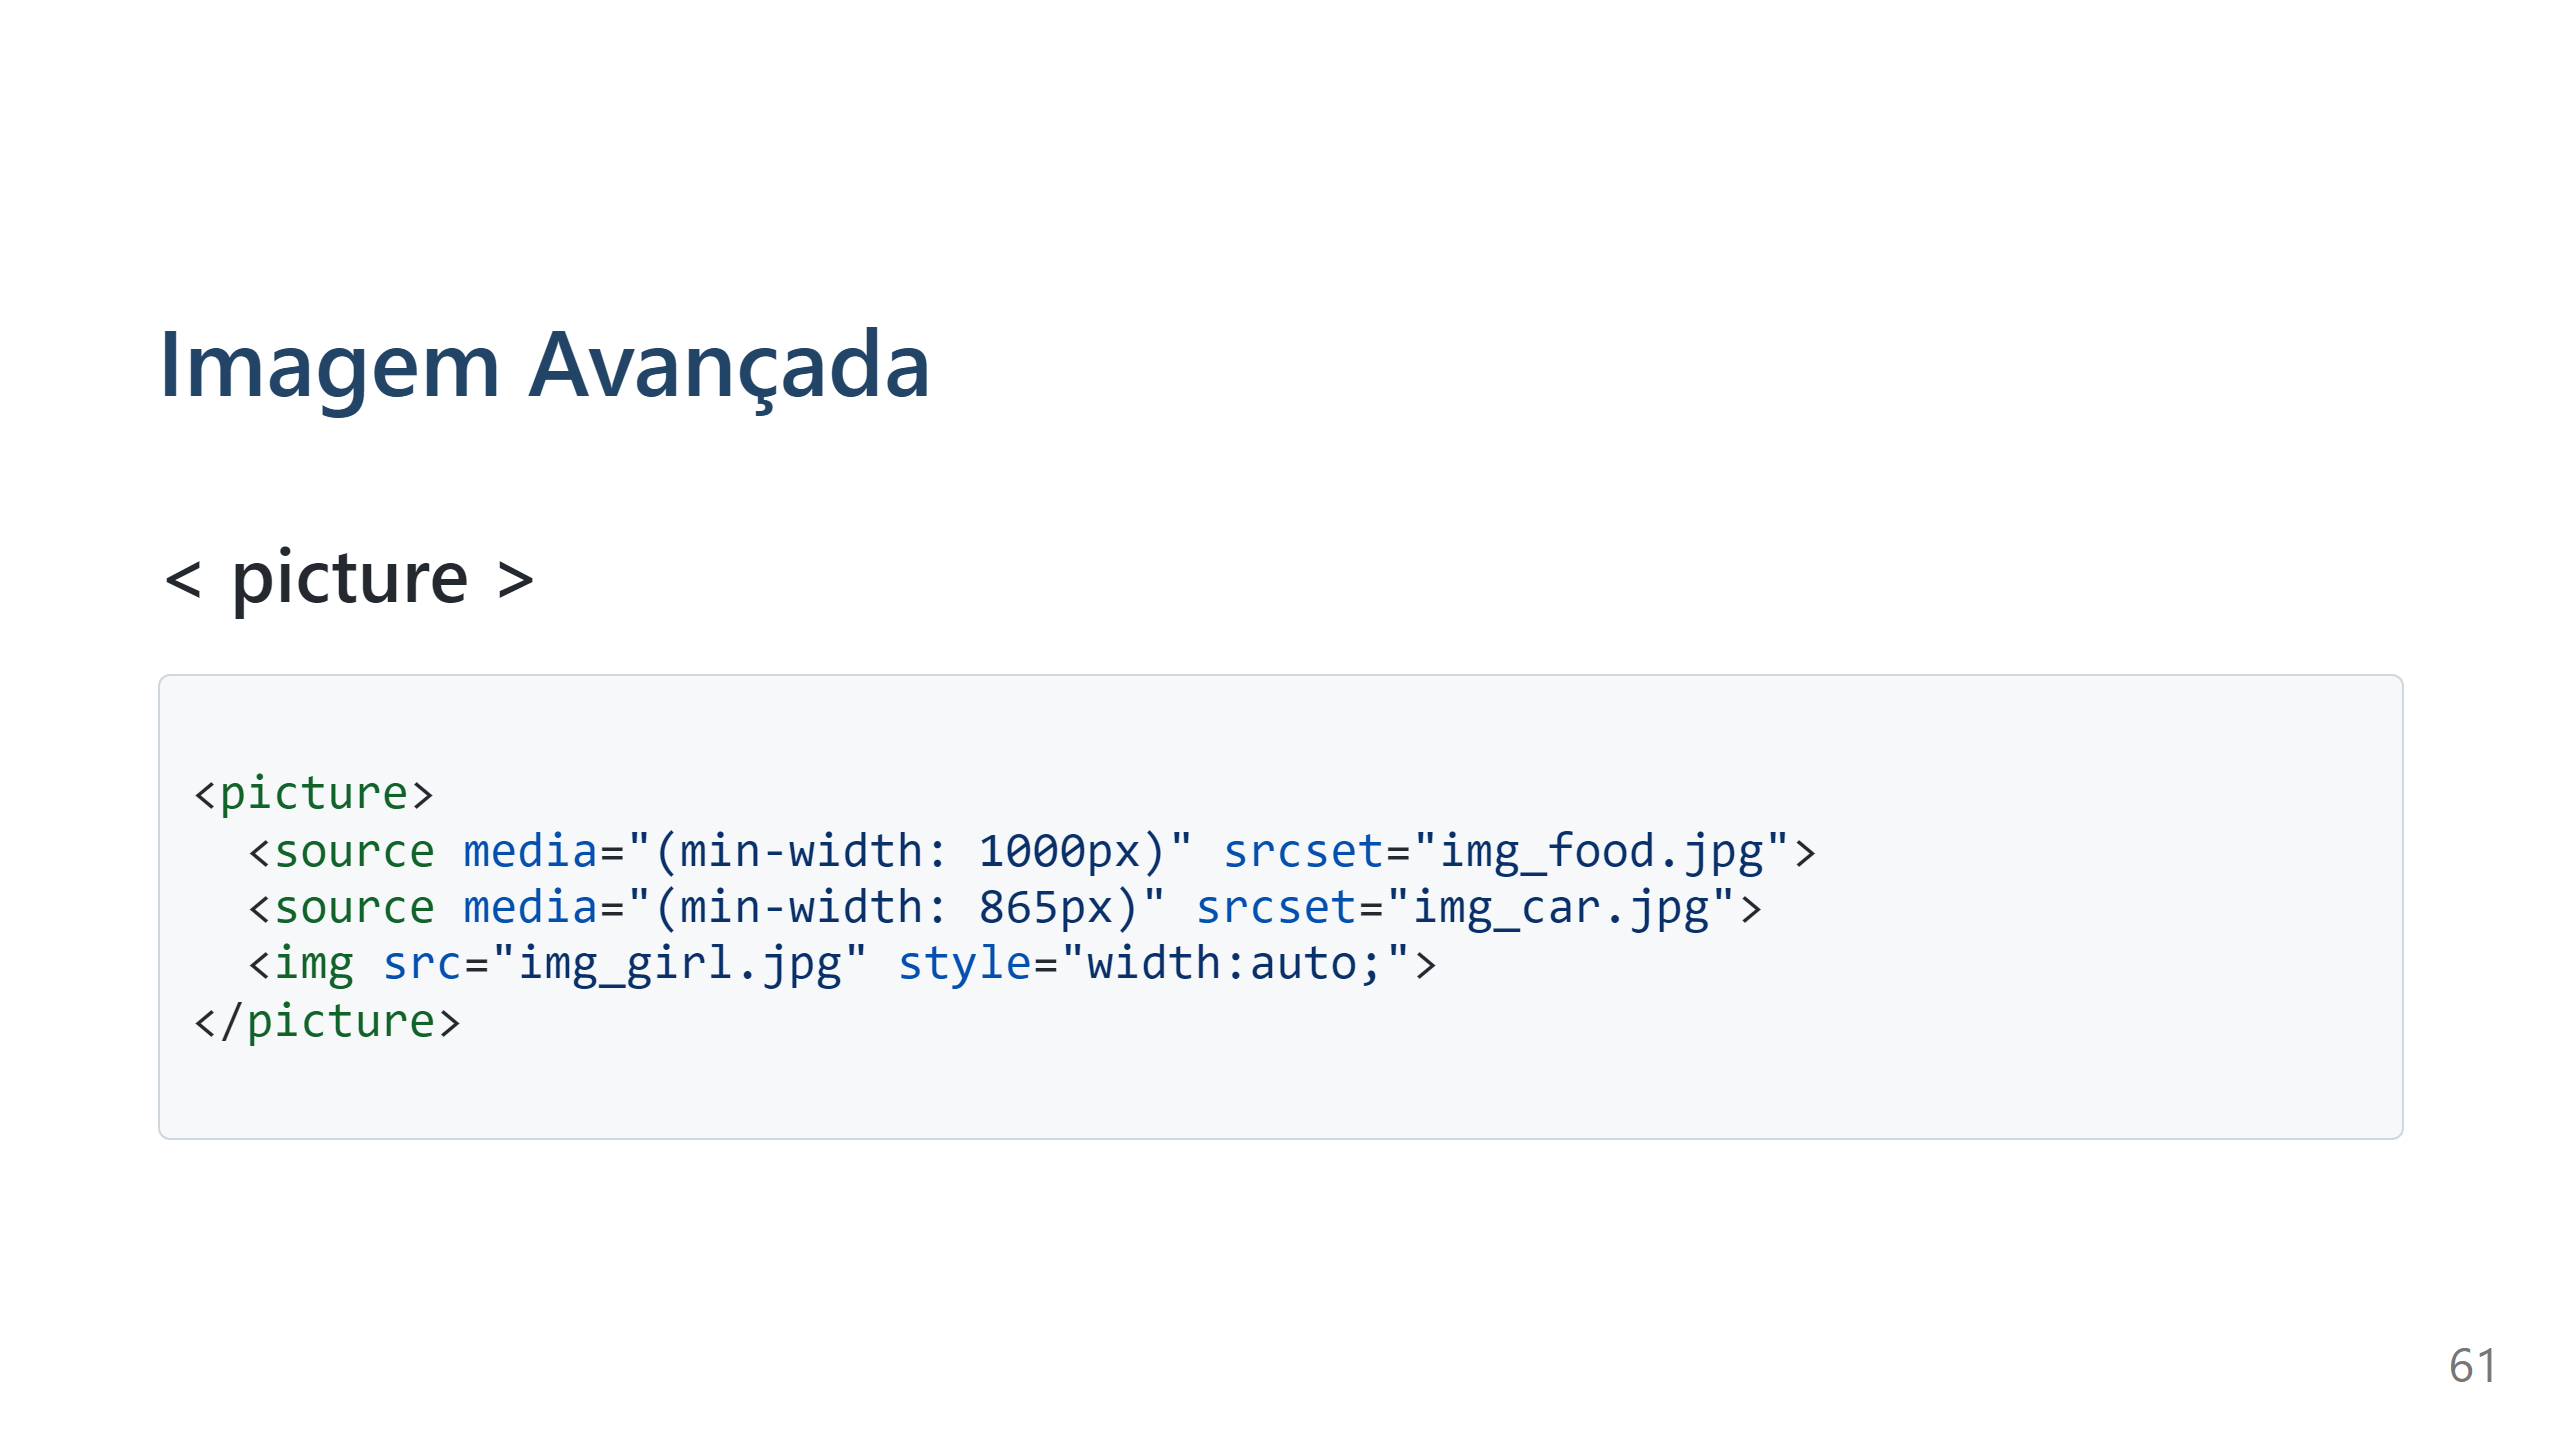 Imagem Avançada
< picture >
<picture>
  <source media="(min-width: 1000px)" srcset="img_food.jpg">
  <source media="(min-width: 865px)" srcset="img_car.jpg">
  <img src="img_girl.jpg" style="width:auto;">
</picture>
61